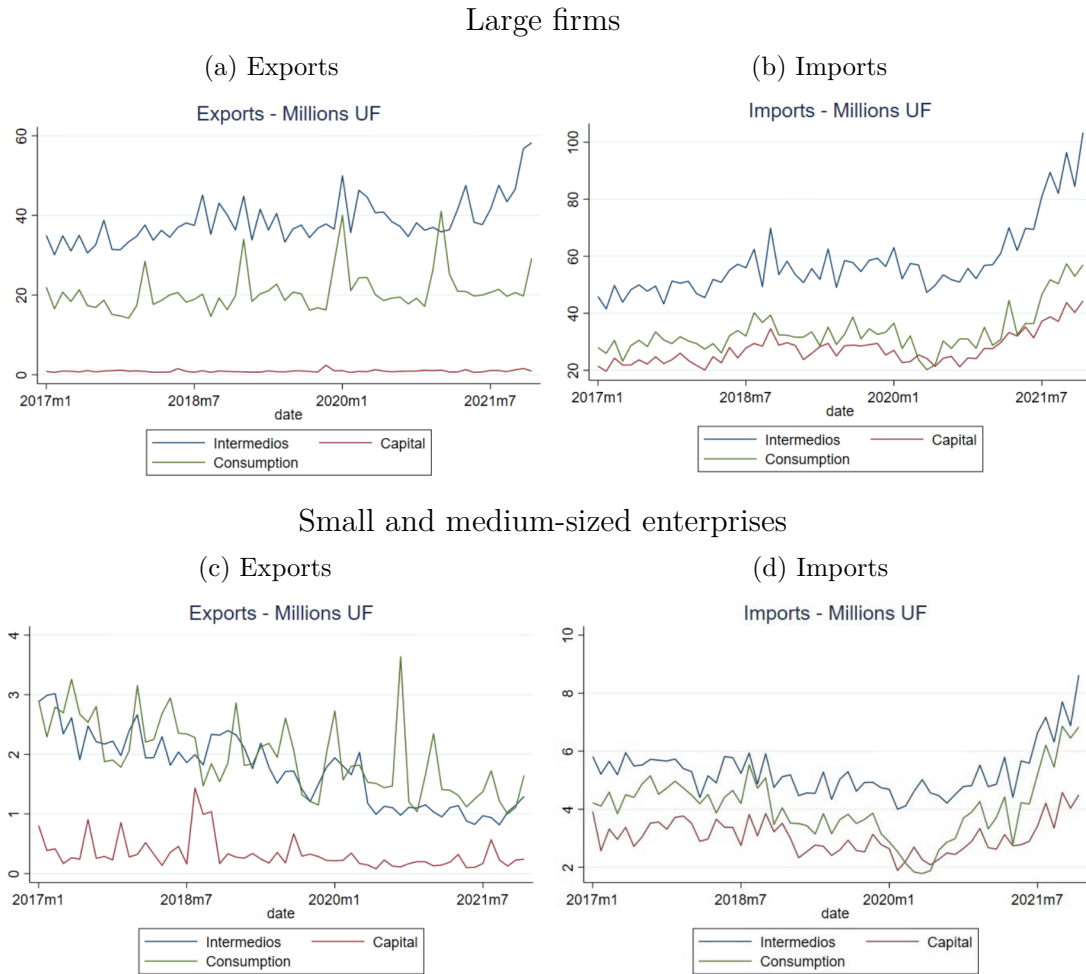 Large firms
(a) Exports
Exports - Millions UF
60
40
20
0
2017m1 2018m7 2020m1 2021m7
date
Intermedios Capital
Consumption
(b) Imports
Imports - Millions UF
100
80
60
40
20
2017m1 2018m7 2020m1 2021m7
date
Intermedios Capital
Consumption
Small and medium-sized enterprises
(c) Exports
Exports - Millions UF
4
3
2
1
0
2017m1 2018m7 2020m1 2021m7
date
Intermedios Capital
Consumption
(d) Imports
Imports - Millions UF
10
8
6
4
2
2017m1 2018m7 2020m1 2021m7
date
Intermedios Capital
Consumption